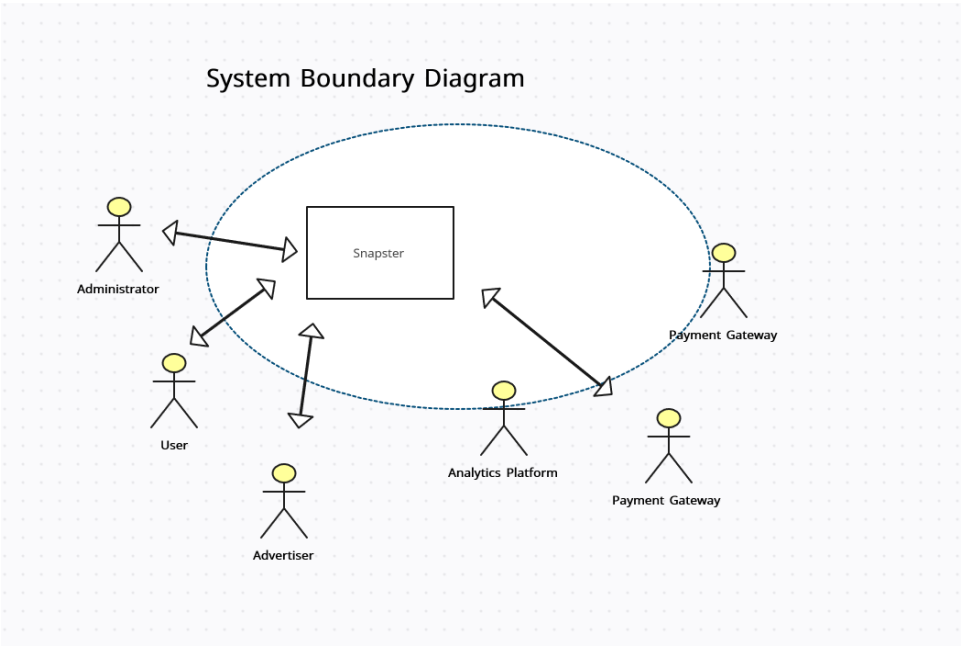 System Boundary Diagram
Snapster
Administrator
Payment Gateway
User
Analytics Platform
Payment Gateway
Advertiser